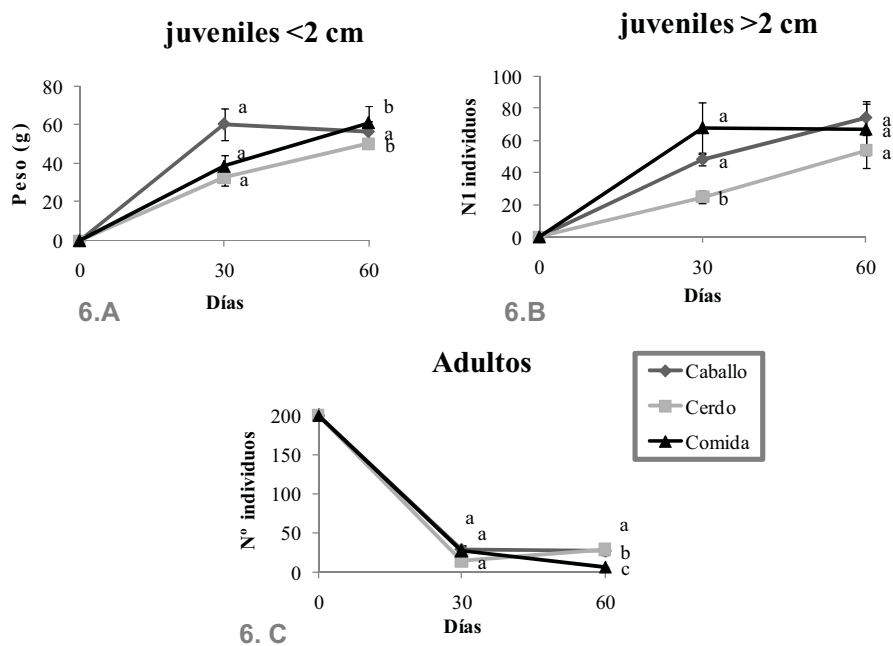 juveniles <2 cm
80
60
40
20
0
Peso (g)
a
a
a
b
a
b
0
30
60
Días
6.A
juveniles >2 cm
100
80
60
40
20
0
N1 individuos
a
a
b
a
a
a
0
30
60
Días
6.B
Adultos
200
150
100
50
0
Nº individuos
a
a
a
a
b
c
0
30
60
Días
6. C
Caballo
Cerdo
Comida